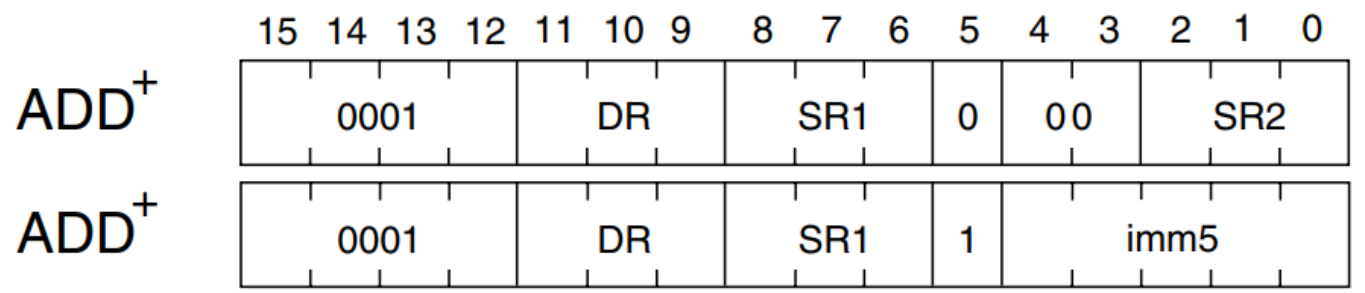 15 14 13 12 11 10 9 8 7 6 5 4 3 2 1 0
ADD+ 0001 DR SR1 0 00 SR2
ADD+ 0001 DR SR1 1 imm5